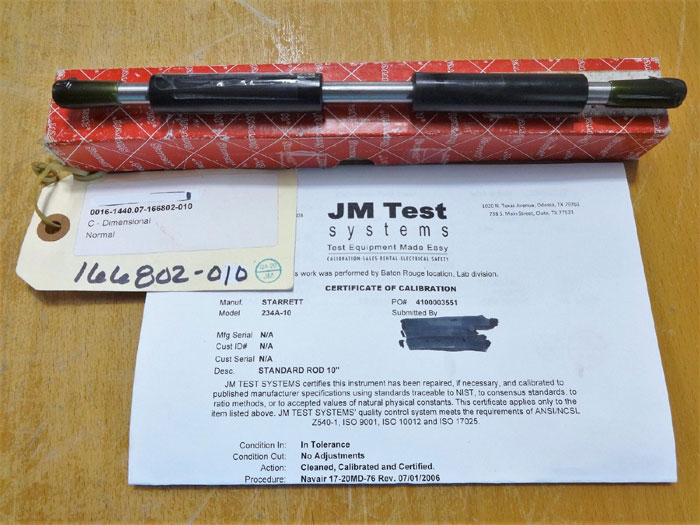 0016-1440.07-166802-010
C - Dimensional
Normal
166802-010
JM Test
systems
Test Equipment Made Easy
CALIBRATION-SALES-RENTAL-ELECTRICAL SAFETY
1020 N. Texas Avenue, Odessa, TX 79761
738 S. Main Street, Clute, TX 77531
s work was performed by Baton Rouge location, Lab division.
CERTIFICATE OF CALIBRATION
Manuf. STARRETT PO# 4100003551
Model 234A-10 Submitted By
Mfg Serial N/A
Cust ID# N/A
Cust Serial N/A
Desc. STANDARD ROD 10"
JM TEST SYSTEMS certifies this instrument has been repaired, if necessary, and calibrated to
published manufacturer specifications using standards traceable to NIST, to consensus standards, to
ratio methods, or to accepted values of natural physical constants. This certificate applies only to the
item listed above. JM TEST SYSTEMS' quality control system meets the requirements of ANSI/NCSL
Z540-1, ISO 9001, ISO 10012 and ISO 17025.
Condition In: In Tolerance
Condition Out: No Adjustments
Action: Cleaned, Calibrated and Certified.
Procedure: Navair 17-20MD-76 Rev. 07/01/2006